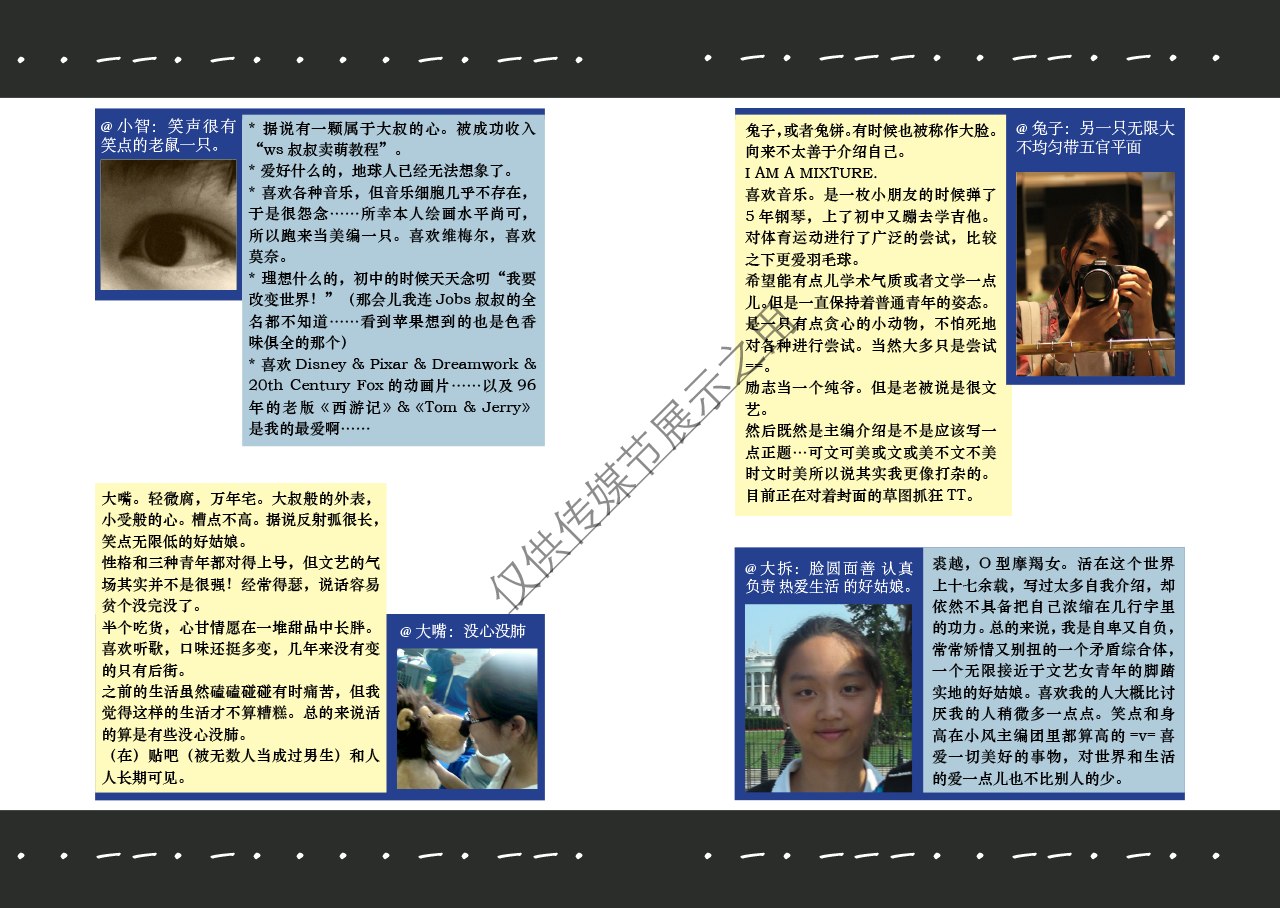 @ 小智：笑声很有
笑点的老鼠一只。
* 据说有一颗属于大叔的心。被成功收入
“ws 叔叔卖萌教程”。
* 爱好什么的，地球人已经无法想象了。
* 喜欢各种音乐，但音乐细胞几乎不存在，
于是很怨念……所幸本人绘画水平尚可，
所以跑来当美编一只。喜欢维梅尔，喜欢
莫奈。
* 理想什么的，初中的时候天天念叨“我要
改变世界！”（那会儿我连 Jobs 叔叔的全
名都不知道……看到苹果想到的也是色香
味俱全的那个）
* 喜欢 Disney & Pixar & Dreamwork &
20th Century Fox 的动画片……以及 96
年的老版《西游记》&《Tom & Jerry》
是我的最爱啊……
大嘴。轻微腐，万年宅。大叔般的外表，
小受般的心。槽点不高。据说反射孤很长，
笑点无限低的好姑娘。
性格和三种青年都对得上号，但文艺的气
场其实并不是很强！经常得瑟，说话容易
贫个没完没了。
半个吃货，心甘情愿在一堆甜品中长胖。
喜欢听歌，口味还挺多变，几年来没有变
的只有后街。
之前的生活虽然磕磕碰碰有时痛苦，但我
觉得这样的生活才不算糟糕。总的来说活
的算是有些没心没肺。
（在）贴吧（被无数人当成过男生）和人
人长期可见。
@ 大嘴：没心没肺
兔子，或者兔饼。有时候也被称作大脸。
向来不太善于介绍自己。
I AM A MIXTURE.
喜欢音乐。是一枚小朋友的时候弹了
5 年钢琴，上了初中又蹦去学吉他。
对体育运动进行了广泛的尝试，比较
之下更爱羽毛球。
希望能有点儿学术气质或者文学一点
儿。但是一直保持着普通青年的姿态。
是一只有点贪心的小动物，不怕死地
对各种进行尝试。当然大多只是尝试
==。
励志当一个纯爷。但是老被说是很文
艺。
然后既然是主编介绍是不是应该写一
点正题…可文可美或文或美不文不美
时文时美所以说其实我更像打杂的。
目前正在对着封面的草图抓狂 TT。
@ 兔子：另一只无限大
不均匀带五官平面
@ 大拆：脸圆面善 认真
负责 热爱生活 的好姑娘。
裘越，O 型摩羯女。活在这个世界
上十七余载，写过太多自我介绍，却
依然不具备把自己浓缩在几行字里
的功力。总的来说，我是自卑又自负，
常常矫情又别扭的一个矛盾综合体，
一个无限接近于文艺女青年的脚踏
实地的好姑娘。喜欢我的人大概比讨
厌我的人稍微多一点点。笑点和身
高在小风主编团里都算高的 =v= 喜
爱一切美好的事物，对世界和生活
的爱一点儿也不比别人的少。
仅供传媒节展示之用